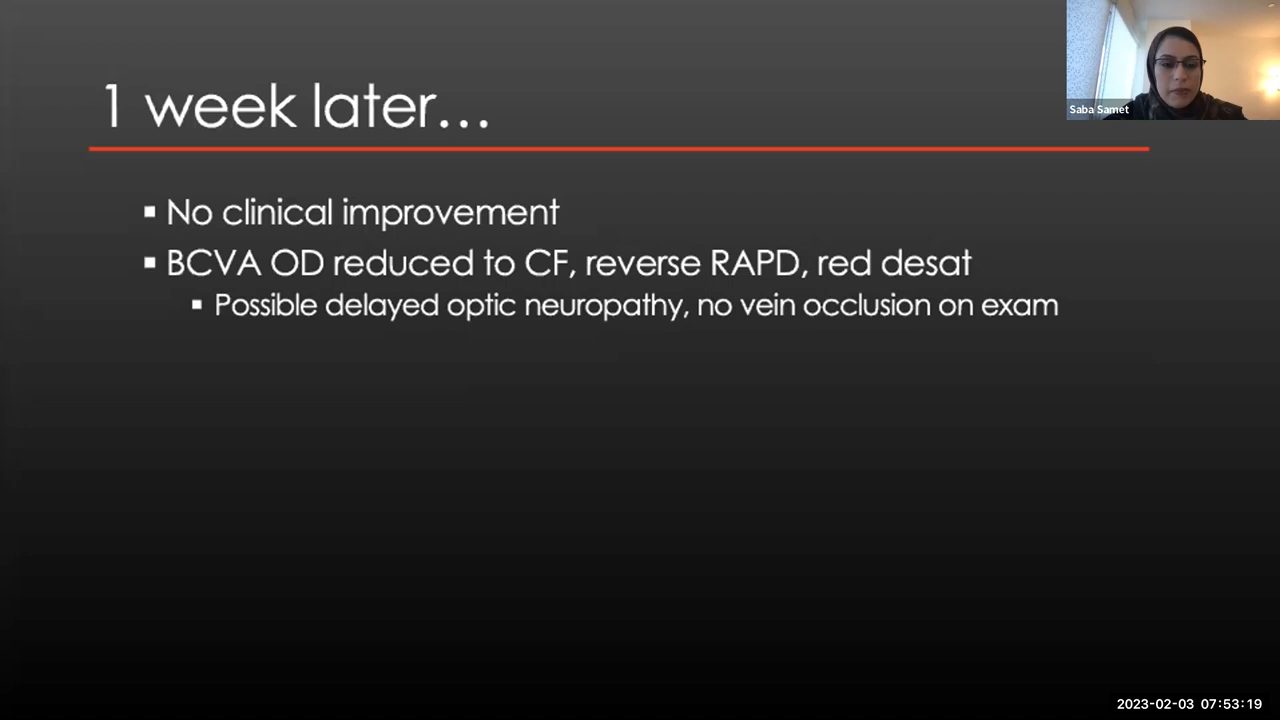 1 week later…
Saba Samet
▪ No clinical improvement
▪ BCVA OD reduced to CF, reverse RAPD, red desat
▪ Possible delayed optic neuropathy, no vein occlusion on exam
2023-02-03 07:53:19